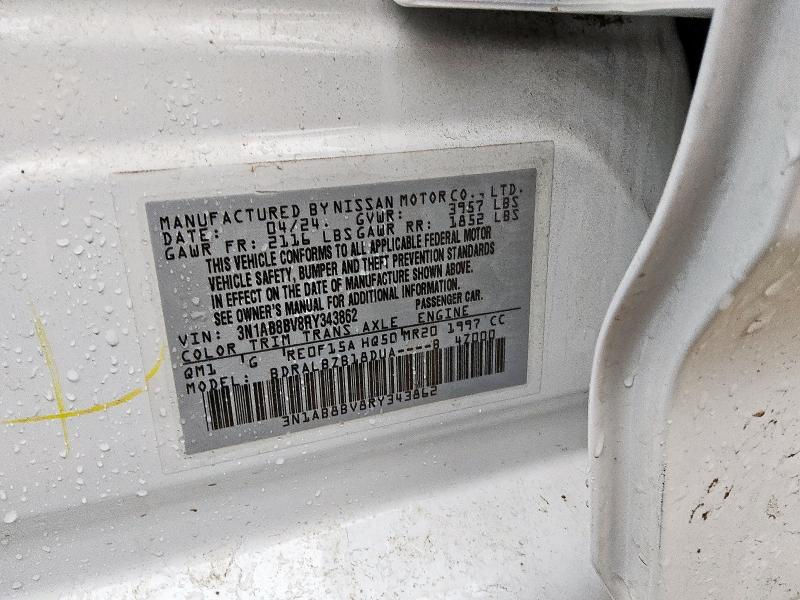 MANUFACTURED BY NISSAN MOTOR CO., LTD.
DATE: 04/24 GVWR: 3957 LBS
GAWR FR: 2116 LBS GAWR RR: 1852 LBS
THIS VEHICLE CONFORMS TO ALL APPLICABLE FEDERAL MOTOR
VEHICLE SAFETY, BUMPER AND THEFT PREVENTION STANDARDS
IN EFFECT ON THE DATE OF MANUFACTURE SHOWN ABOVE.
SEE OWNER'S MANUAL FOR ADDITIONAL INFORMATION.
VIN: 3N1AB8BV8RY343862 PASSENGER CAR.
COLOR TRIM TRANS AXLE ENGINE
QM1 'G RE0F15A HQ50 MR20 1997 CC
MODEL: BDRALBZB18DUA----B 47000
3N1AB8BV8RY343862